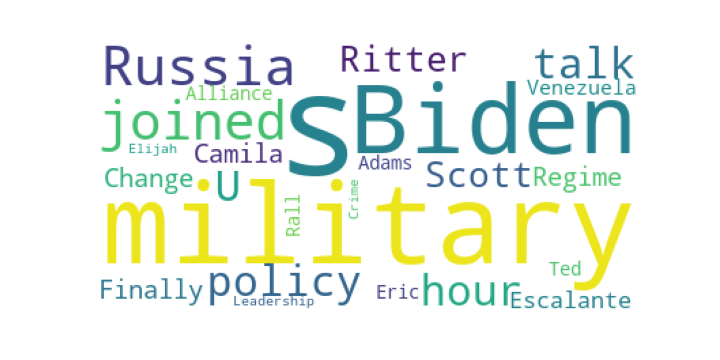 Russia Ritter talk
Alliance Venezuela
joined s Biden
Elijah Camila Adams
Change U Scott Regime
military
Rall Crime
Finally policy Ted
Leadership Eric hour Escalante